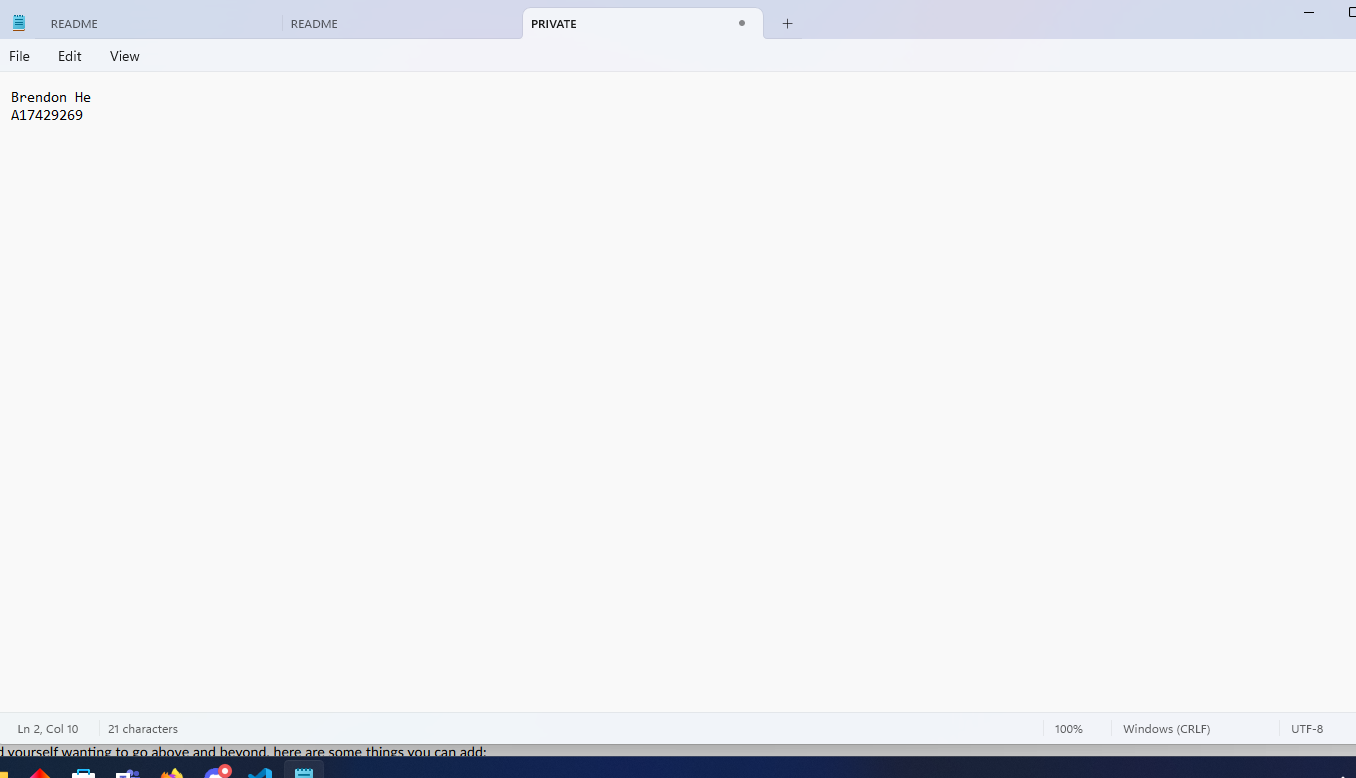 README README PRIVATE
File Edit View
Brendon He
A17429269
Ln 2, Col 10 21 characters 100% Windows (CRLF) UTF-8
d yourself wanting to go above and beyond, here are some things you can add: